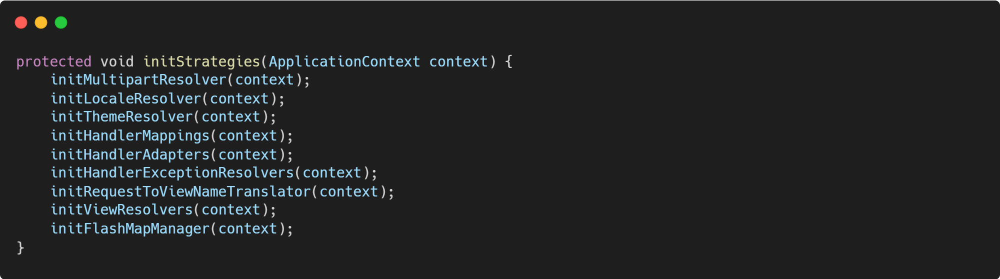 protected void initStrategies(ApplicationContext context) {
    initMultipartResolver(context);
    initLocaleResolver(context);
    initThemeResolver(context);
    initHandlerMappings(context);
    initHandlerAdapters(context);
    initHandlerExceptionResolvers(context);
    initRequestToViewNameTranslator(context);
    initViewResolvers(context);
    initFlashMapManager(context);
}